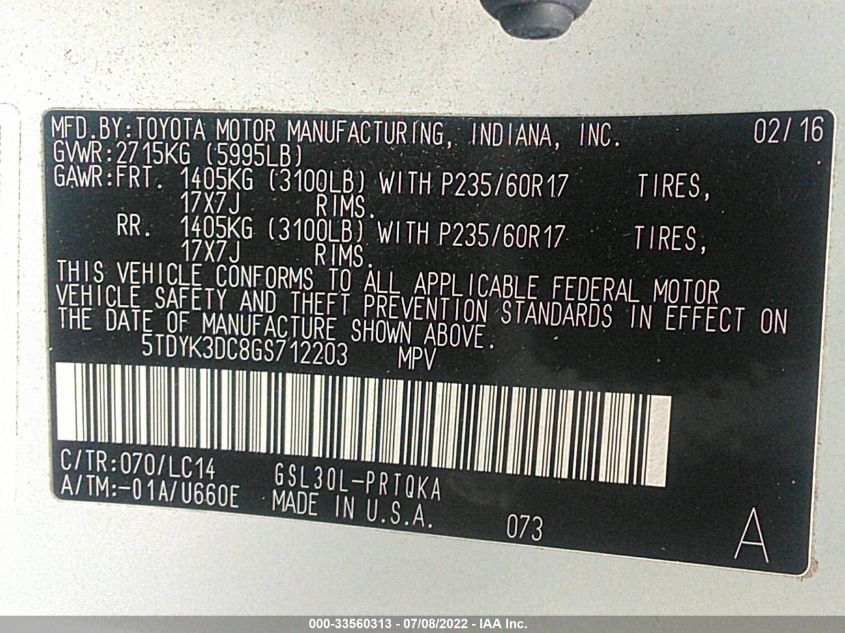 MFD.BY:TOYOTA MOTOR MANUFACTURING, INDIANA, INC. 02/16
GVWR:2715KG (5995LB)
GAWR:FRT. 1405KG (3100LB) WITH P235/60R17 TIRES,
17X7J RIMS.
RR. 1405KG (3100LB) WITH P235/60R17 TIRES,
17X7J RIMS.
THIS VEHICLE CONFORMS TO ALL APPLICABLE FEDERAL MOTOR
VEHICLE SAFETY AND THEFT PREVENTION STANDARDS IN EFFECT ON
THE DATE OF MANUFACTURE SHOWN ABOVE.
5TDYK3DC8GS712203 MPV
C/TR:070/LC14 GSL30L-PRTQKA
A/TM:-01A/U660E MADE IN U.S.A. 073 A
000-33560313 - 07/08/2022 - IAA Inc.